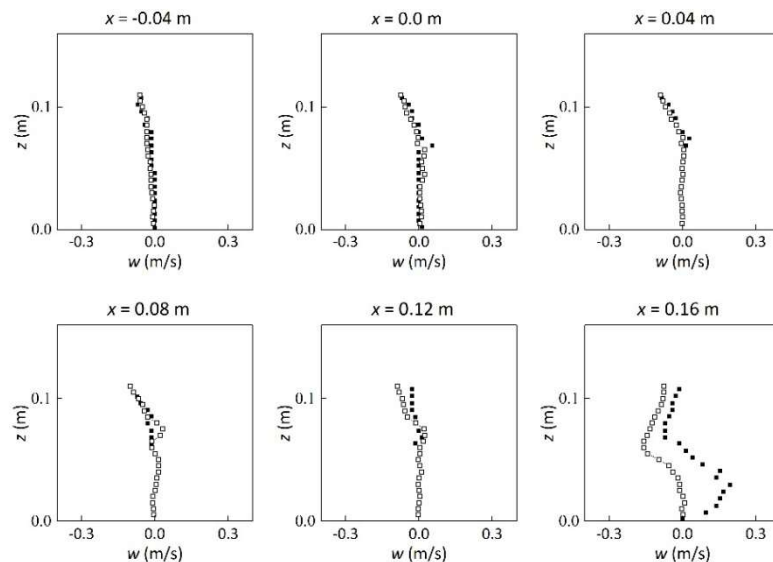 x = -0.04 m
x = 0.0 m
x = 0.04 m
z (m)
0.1
0.0
-0.3 0.0 0.3
w (m/s)
z (m)
0.1
0.0
-0.3 0.0 0.3
w (m/s)
z (m)
0.1
0.0
-0.3 0.0 0.3
w (m/s)
x = 0.08 m
x = 0.12 m
x = 0.16 m
z (m)
0.1
0.0
-0.3 0.0 0.3
w (m/s)
z (m)
0.1
0.0
-0.3 0.0 0.3
w (m/s)
z (m)
0.1
0.0
-0.3 0.0 0.3
w (m/s)